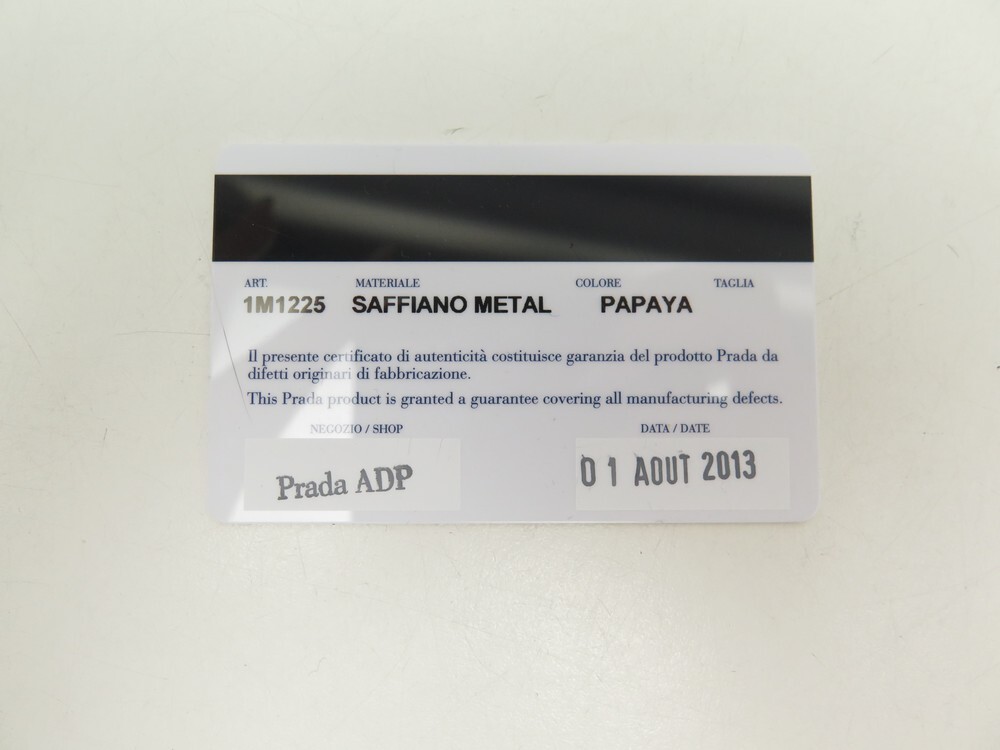 ART. MATERIALE COLORE TAGLIA
1M1225 SAFFIANO METAL PAPAYA
Il presente certificato di autenticità costituisce garanzia del prodotto Prada da
difetti originari di fabbricazione.
This Prada product is granted a guarantee covering all manufacturing defects.
NEGOZIO / SHOP DATA / DATE
Prada ADP 01 AOUT 2013